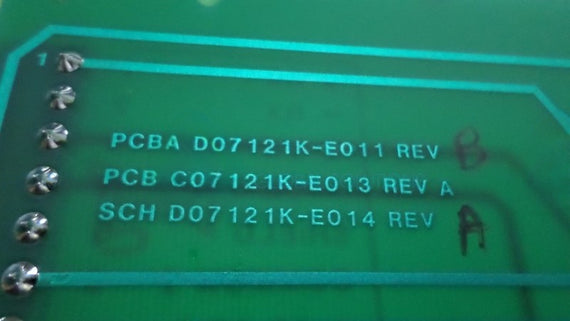 1
PCBA D07121K-E011 REV B
PCB C07121K-E013 REV A
SCH D07121K-E014 REV A